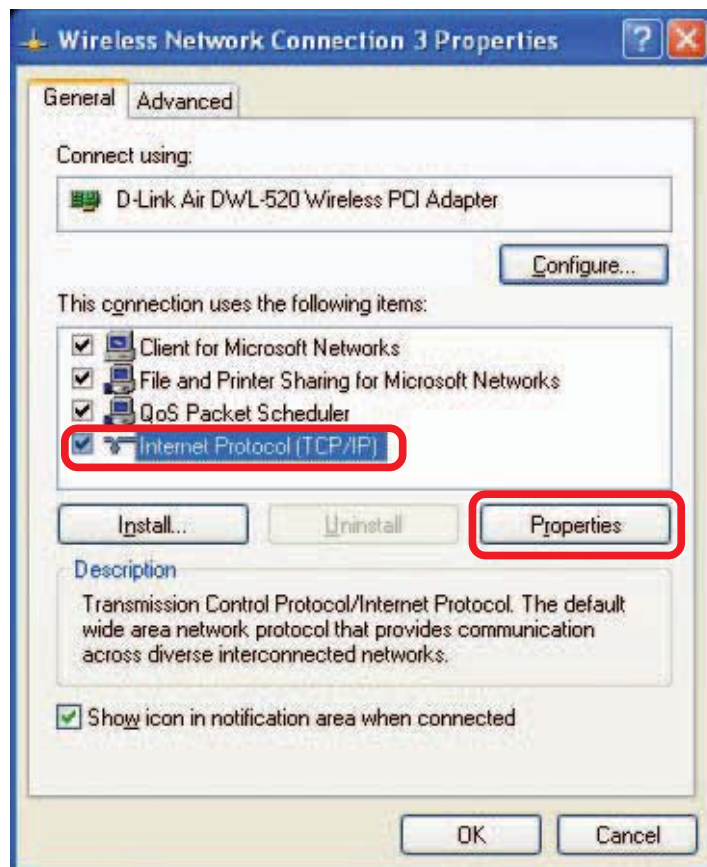 Wireless Network Connection 3 Properties
General Advanced
Connect using:
D-Link Air DWL-520 Wireless PCI Adapter
Configure...
This connection uses the following items:
Client for Microsoft Networks
File and Printer Sharing for Microsoft Networks
QoS Packet Scheduler
Internet Protocol (TCP/IP)
Install... Uninstall Properties
Description
Transmission Control Protocol/Internet Protocol. The default
wide area network protocol that provides communication
across diverse interconnected networks.
Show icon in notification area when connected
OK Cancel